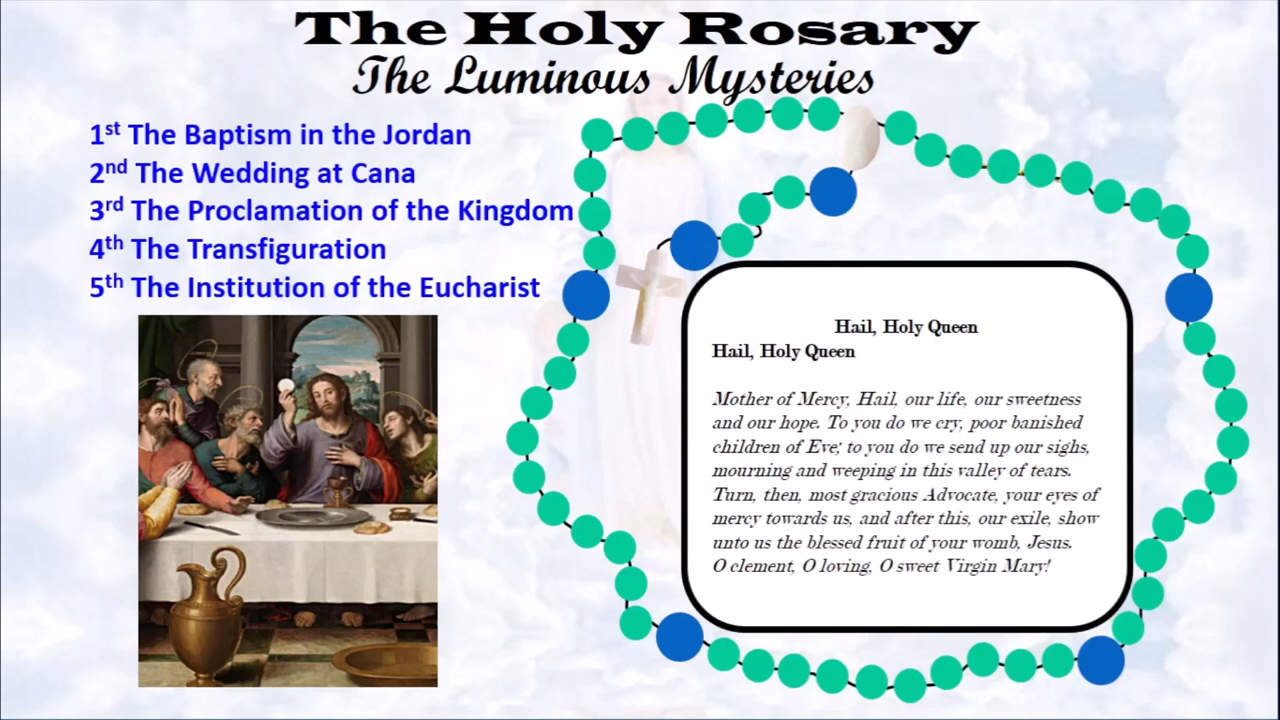 The Holy Rosary
The Luminous Mysteries
1st The Baptism in the Jordan
2nd The Wedding at Cana
3rd The Proclamation of the Kingdom
4th The Transfiguration
5th The Institution of the Eucharist
Hail, Holy Queen
Hail, Holy Queen
Mother of Mercy, Hail, our life, our sweetness
and our hope. To you do we cry, poor banished
children of Eve; to you do we send up our sighs,
mourning and weeping in this valley of tears.
Turn, then, most gracious Advocate, your eyes of
mercy towards us, and after this, our exile, show
unto us the blessed fruit of your womb, Jesus.
O clement, O loving, O sweet Virgin Mary!